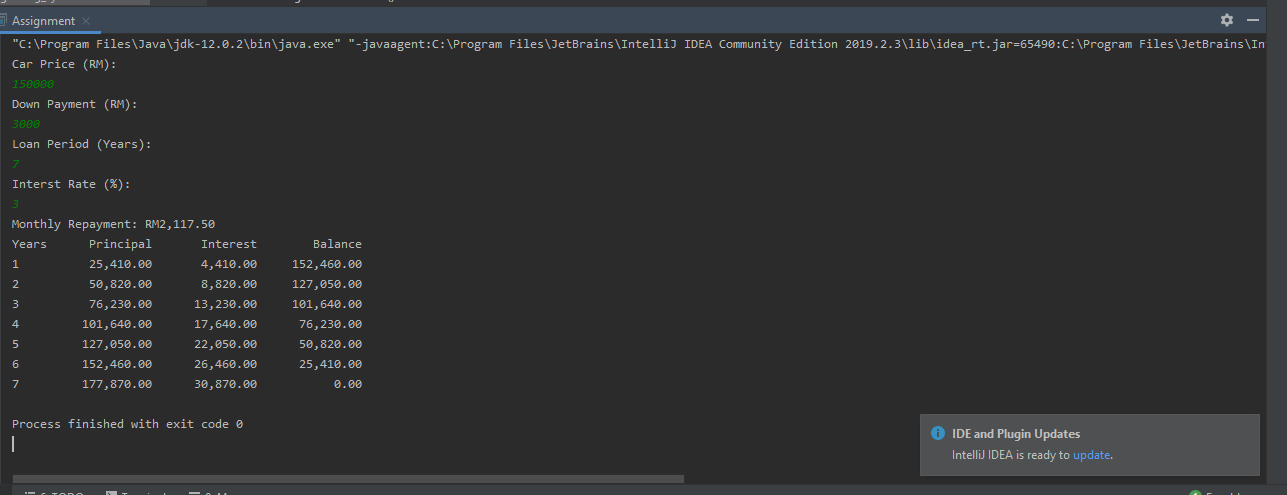 Assignment
"C:\Program Files\Java\jdk-12.0.2\bin\java.exe" "-javaagent:C:\Program Files\JetBrains\IntelliJ IDEA Community Edition 2019.2.3\lib\idea_rt.jar=65490:C:\Program Files\JetBrains\In
Car Price (RM):
150000
Down Payment (RM):
3000
Loan Period (Years):
7
Interst Rate (%):
3
Monthly Repayment: RM2,117.50
Years Principal Interest Balance
1 25,410.00 4,410.00 152,460.00
2 50,820.00 8,820.00 127,050.00
3 76,230.00 13,230.00 101,640.00
4 101,640.00 17,640.00 76,230.00
5 127,050.00 22,050.00 50,820.00
6 152,460.00 26,460.00 25,410.00
7 177,870.00 30,870.00 0.00
Process finished with exit code 0
IDE and Plugin Updates
IntelliJ IDEA is ready to update.